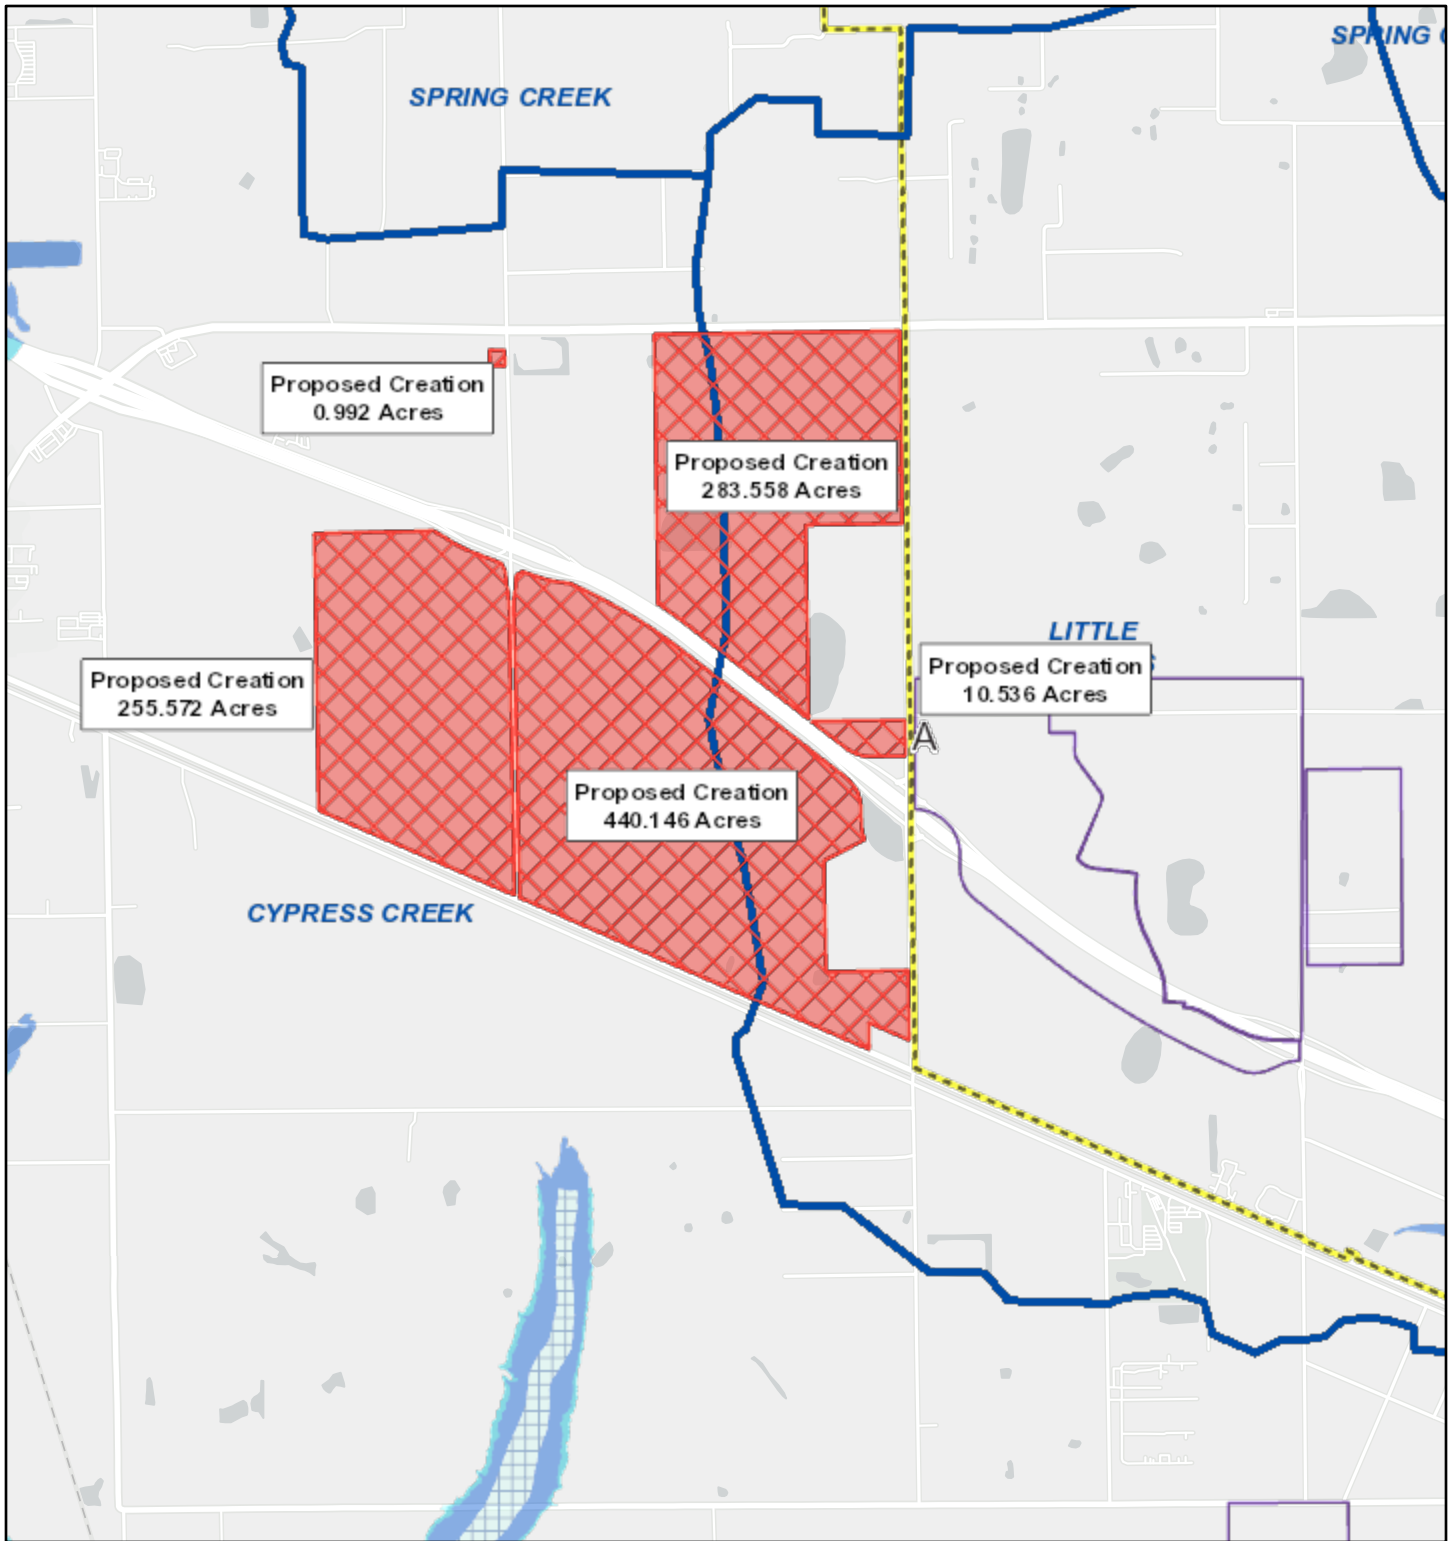 SPRING
SPRING CREEK
Proposed Creation
0.992 Acres
Proposed Creation
283.558 Acres
LITTLE
Proposed Creation
10.536 Acres
Proposed Creation
255.572 Acres
A
Proposed Creation
440.146 Acres
CYPRESS CREEK